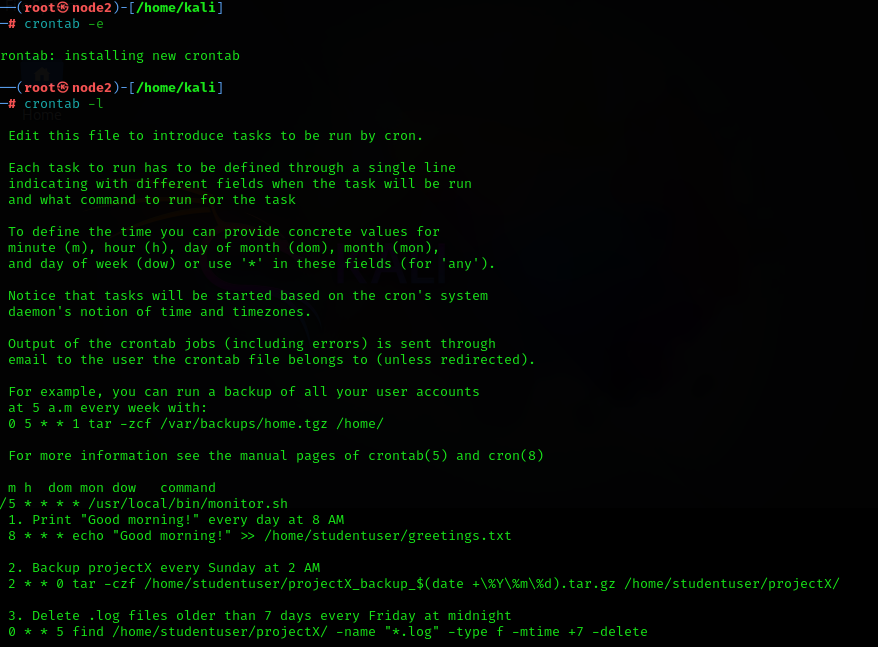 ──(root㉿node2)-[/home/kali]
─# crontab -e
rontab: installing new crontab
──(root㉿node2)-[/home/kali]
─# crontab -l
Edit this file to introduce tasks to be run by cron.
Each task to run has to be defined through a single line
indicating with different fields when the task will be run
and what command to run for the task
To define the time you can provide concrete values for
minute (m), hour (h), day of month (dom), month (mon),
and day of week (dow) or use '*' in these fields (for 'any').
Notice that tasks will be started based on the cron's system
daemon's notion of time and timezones.
Output of the crontab jobs (including errors) is sent through
email to the user the crontab file belongs to (unless redirected).
For example, you can run a backup of all your user accounts
at 5 a.m every week with:
0 5 * * 1 tar -zcf /var/backups/home.tgz /home/
For more information see the manual pages of crontab(5) and cron(8)
m h  dom mon dow   command
/5 * * * * /usr/local/bin/monitor.sh
1. Print "Good morning!" every day at 8 AM
8 * * * echo "Good morning!" >> /home/studentuser/greetings.txt
2. Backup projectX every Sunday at 2 AM
2 * * 0 tar -czf /home/studentuser/projectX_backup_$(date +\%Y\%m\%d).tar.gz /home/studentuser/projectX/
3. Delete .log files older than 7 days every Friday at midnight
0 * * 5 find /home/studentuser/projectX/ -name "*.log" -type f -mtime +7 -delete
Home